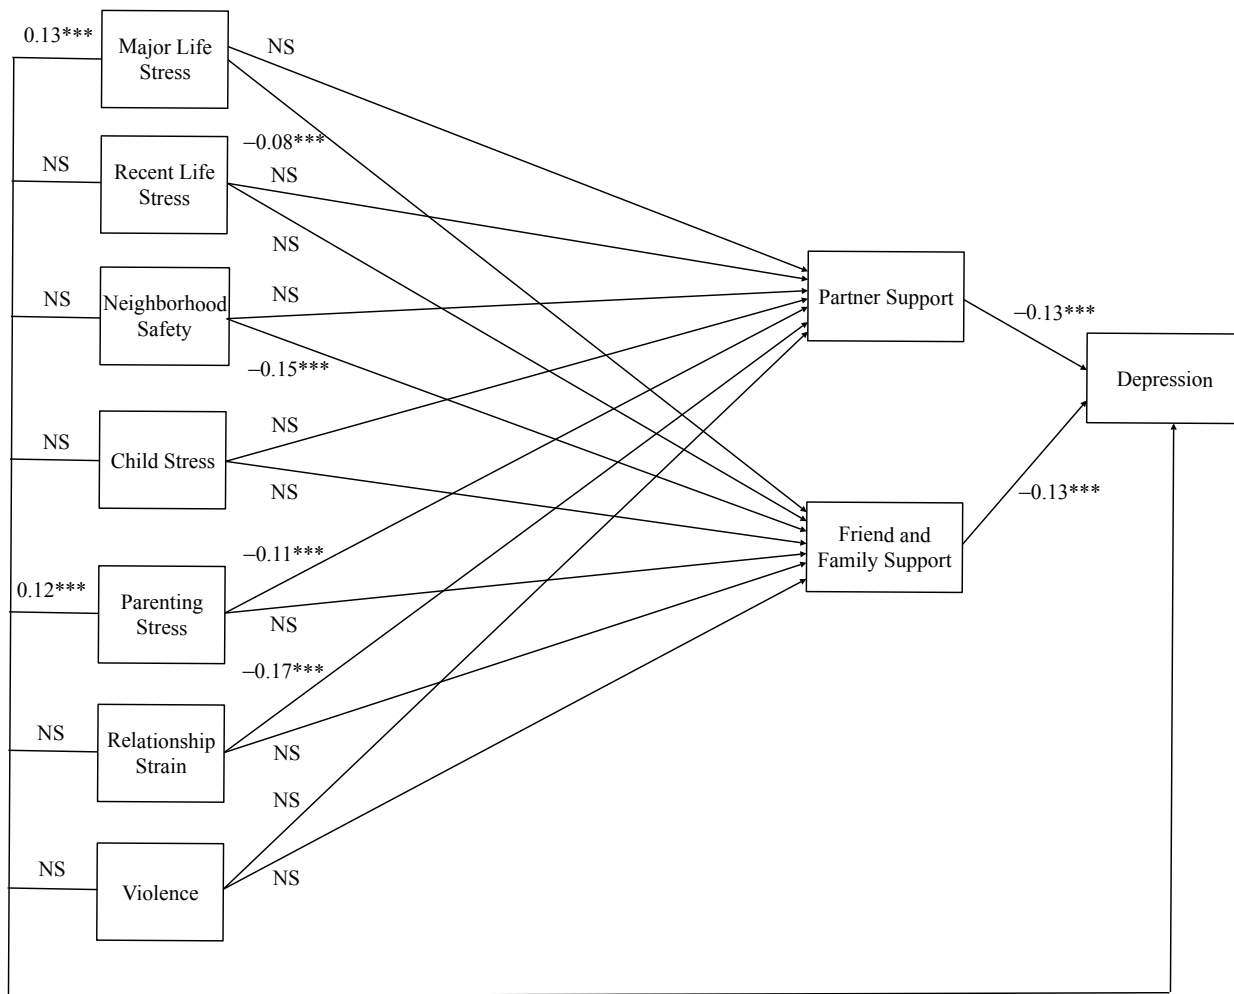 0.13***
Major Life
Stress
NS
–0.08***
NS
Recent Life
Stress
NS
NS
NS
Neighborhood
Safety
NS
–0.15***
Partner Support
–0.13***
Depression
NS
Child Stress
NS
NS
–0.13***
Friend and
Family Support
–0.11***
0.12***
Parenting
Stress
NS
–0.17***
NS
Relationship
Strain
NS
NS
NS
Violence
NS